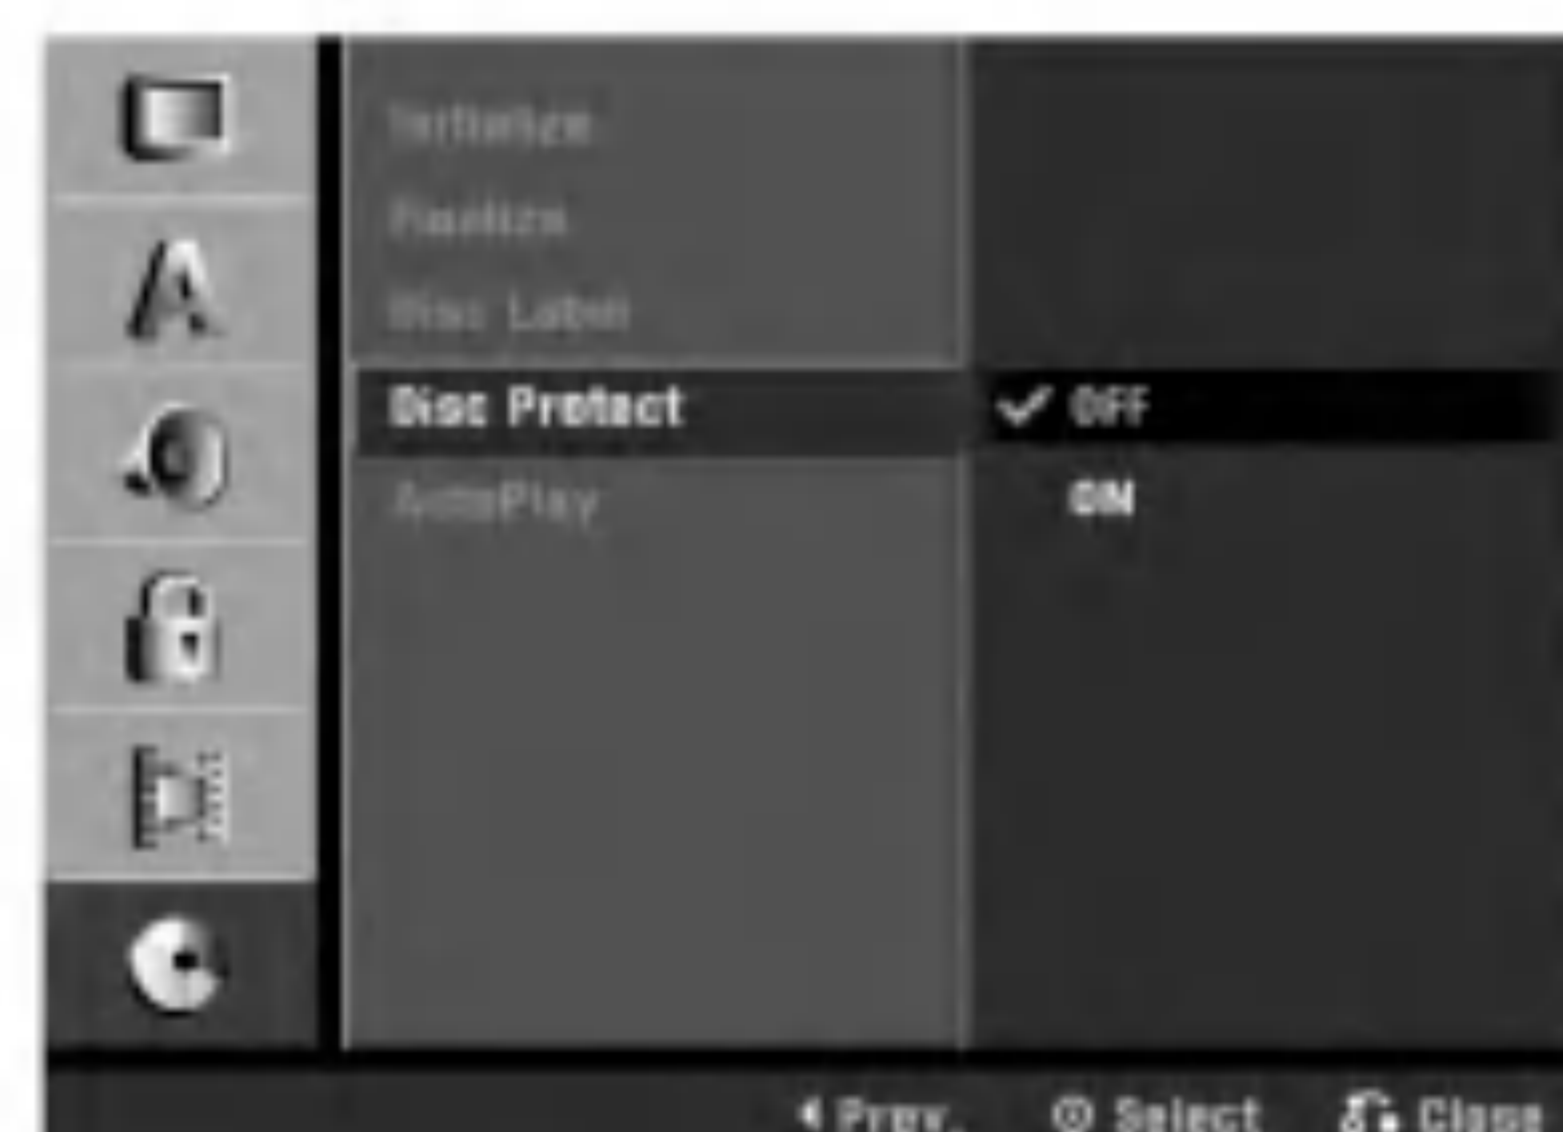 Initialize
Finalize
Disc Label
Disc Protect
AutoPlay
OFF
ON
Prev.
Select
Close